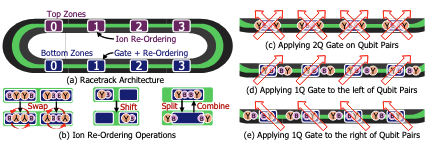 Top Zones
0 1 2 3
Ion Re-Ordering
Bottom Zones
Gate + Re-Ordering
0 1 2 3
(a) Racetrack Architecture
Swap
Shift
Split
Combine
(b) Ion Re-Ordering Operations
(c) Applying 2Q Gate on Qubit Pairs
(d) Applying 1Q Gate to the left of Qubit Pairs
(e) Applying 1Q Gate to the right of Qubit Pairs